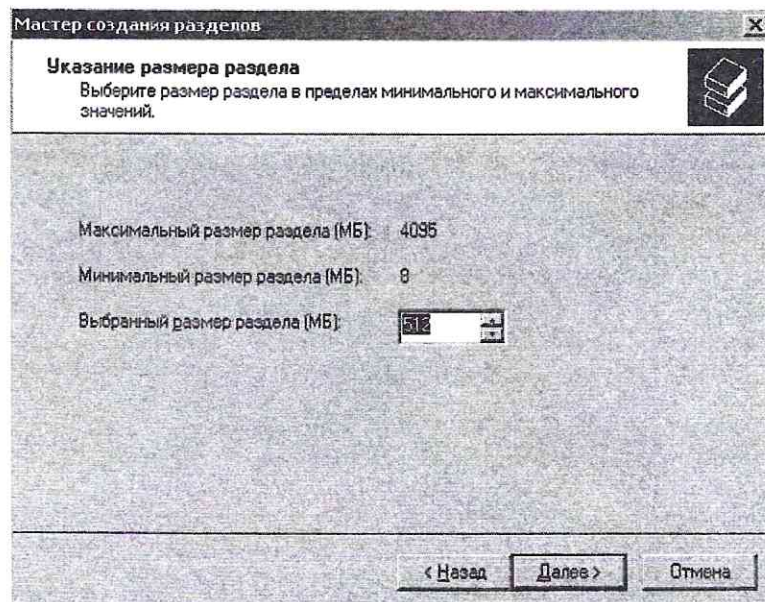 Мастер создания разделов
Указание размера раздела
Выберите размер раздела в пределах минимального и максимального
значений.
Максимальный размер раздела (МБ): 4095
Минимальный размер раздела (МБ): 8
Выбранный размер раздела (МБ): 512
< Назад Далее > Отмена